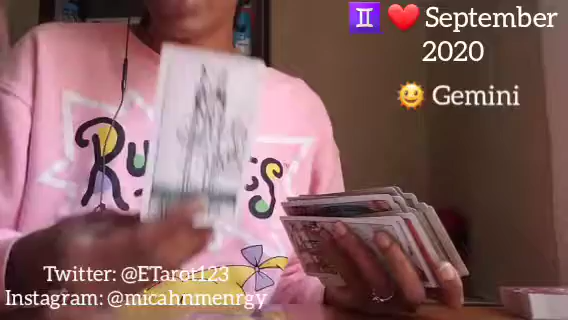 ♊ ❤️ September
2020
🌞 Gemini
Twitter: @ETarot123
Instagram: @micahnmenrgy